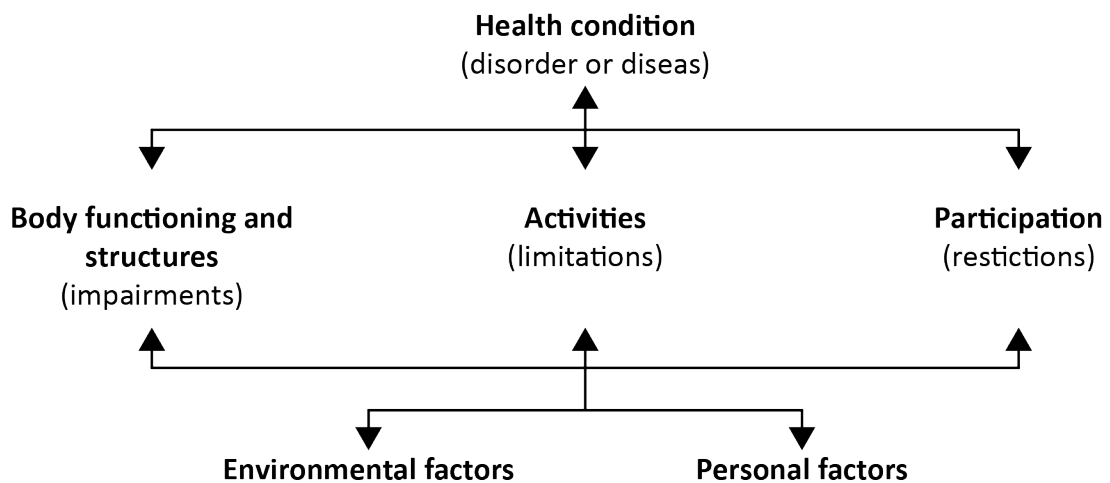 Health condition
(disorder or diseas)
Body functioning and
structures
(impairments)
Activities
(limitations)
Participation
(restictions)
Environmental factors
Personal factors